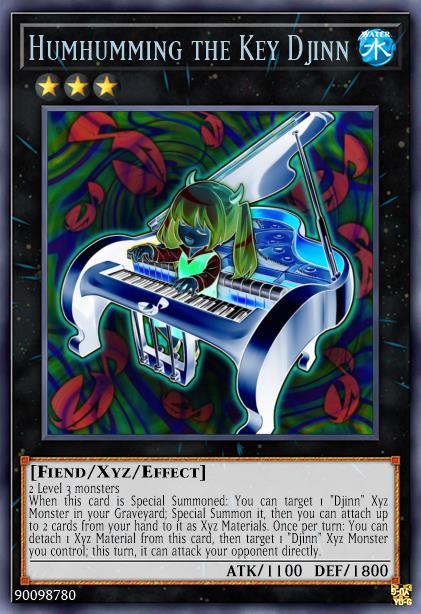 Humhumming the Key Djinn
WATER
水
[Fiend/Xyz/Effect]
2 Level 3 monsters
When this card is Special Summoned: You can target 1 "Djinn" Xyz
Monster in your Graveyard; Special Summon it, then you can attach up
to 2 cards from your hand to it as Xyz Materials. Once per turn: You can
detach 1 Xyz Material from this card, then target 1 "Djinn" Xyz Monster
you control; this turn, it can attack your opponent directly.
ATK/1100 DEF/1800
90098780